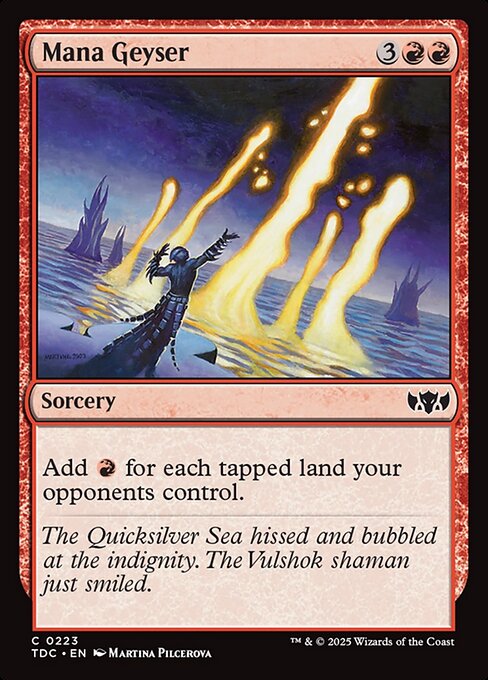 Mana Geyser 3
Sorcery
Add for each tapped land your
opponents control.
The Quicksilver Sea hissed and bubbled
at the indignity. The Vulshok shaman
just smiled.
C 0223
TDC • EN Martina Pilcerova
™ & © 2025 Wizards of the Coast